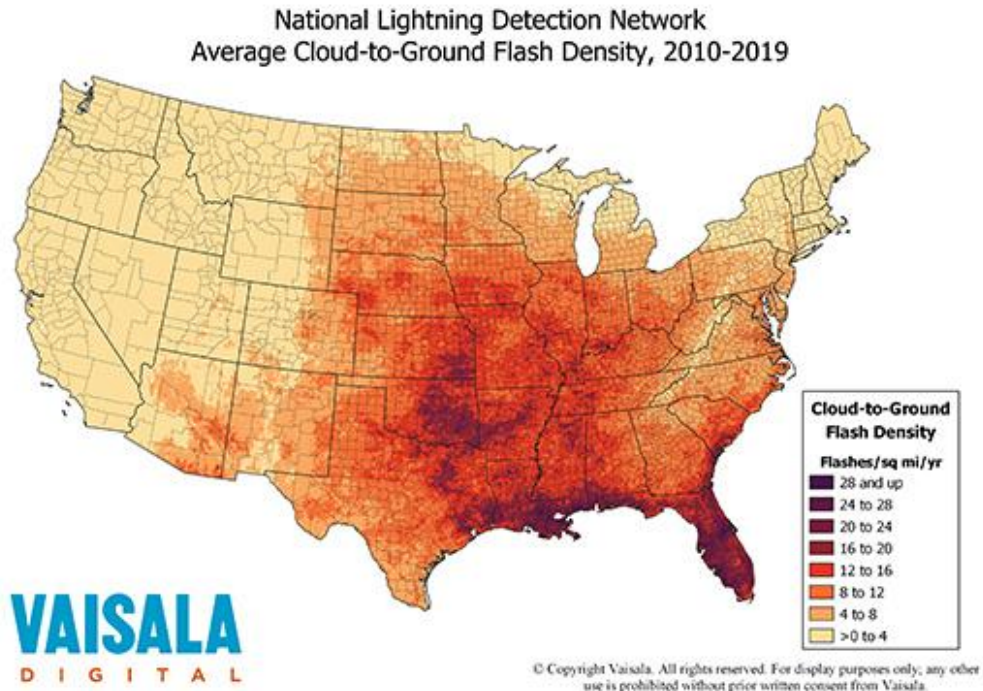 National Lightning Detection Network
Average Cloud-to-Ground Flash Density, 2010-2019
Cloud-to-Ground
Flash Density
Flashes/sq mi/yr
28 and up
24 to 28
20 to 24
16 to 20
12 to 16
8 to 12
4 to 8
>0 to 4
VAISALA
DIGITAL
© Copyright Vaisala. All rights reserved. For display purposes only; any other
use is prohibited without prior written consent from Vaisala.